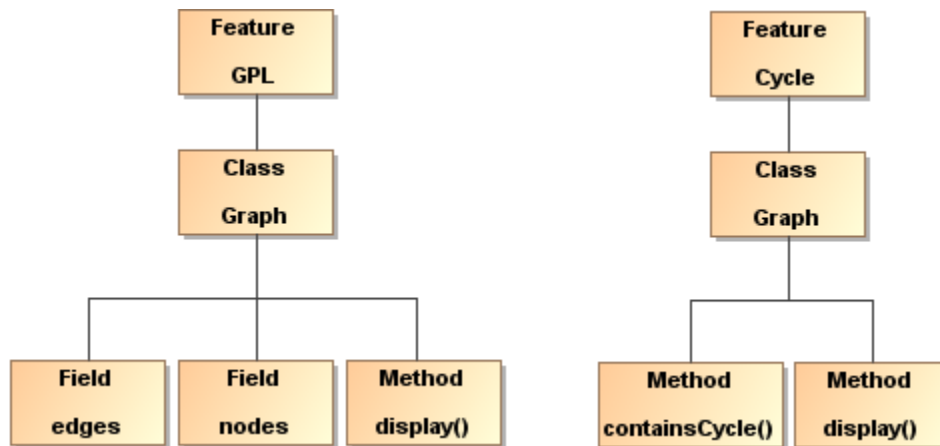 Feature
GPL
Class
Graph
Field
edges
Field
nodes
Method
display()
Feature
Cycle
Class
Graph
Method
containsCycle()
Method
display()